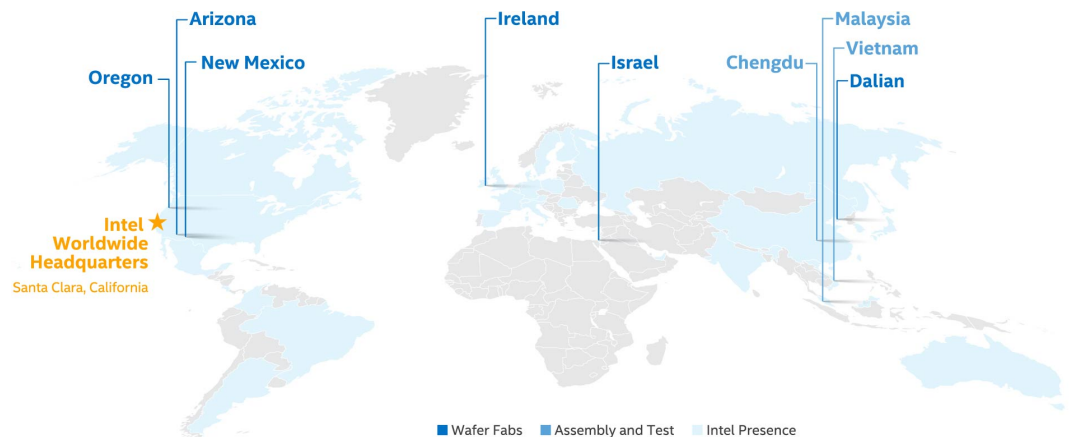 Arizona
New Mexico
Oregon
Ireland
Israel
Malaysia
Vietnam
Chengdu
Dalian
Intel
Worldwide
Headquarters
Santa Clara, California
Wafer Fabs
Assembly and Test
Intel Presence